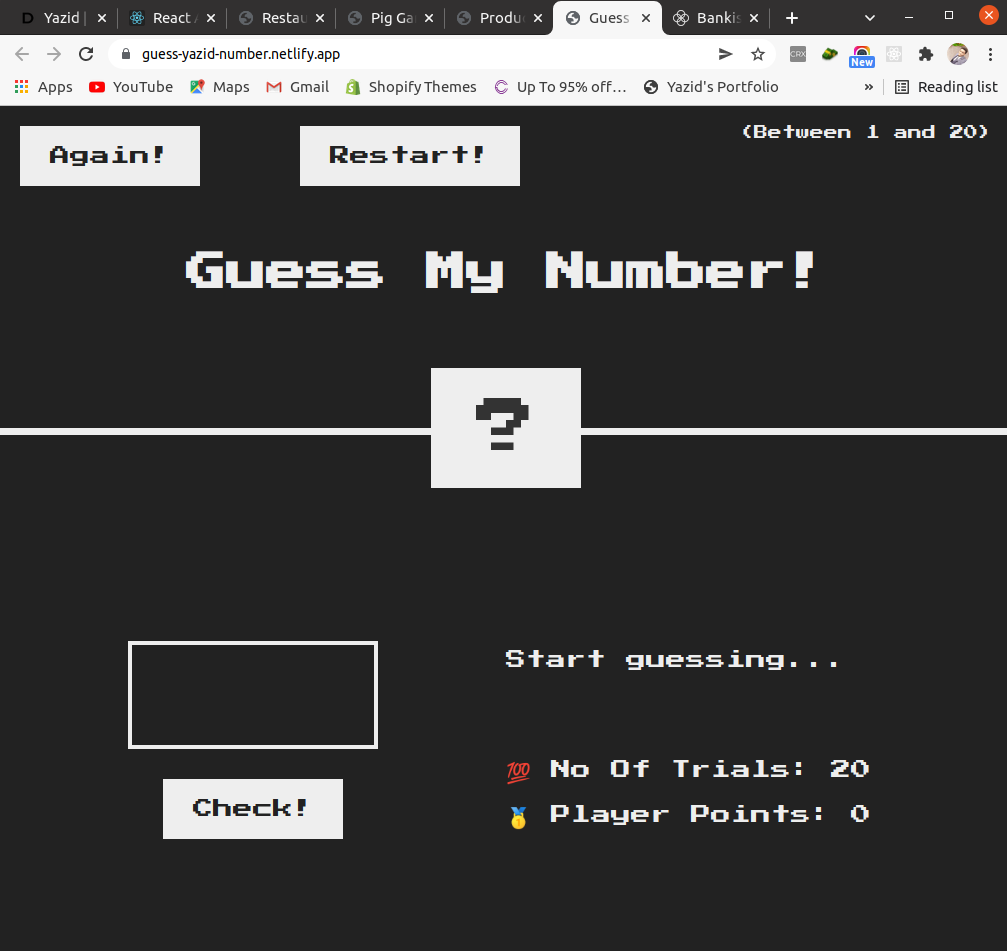 Yazid |
React A
Restau
Pig Ga
Produ
Guess
Bankis
guess-yazid-number.netlify.app
CRX
New
Apps
YouTube
Maps
Gmail
Shopify Themes
Up To 95% off…
Yazid's Portfolio
»
Reading list
Again!
Restart!
(Between 1 and 20)
Guess My Number!
?
Start guessing...
💯 No Of Trials: 20
🥇 Player Points: 0
Check!